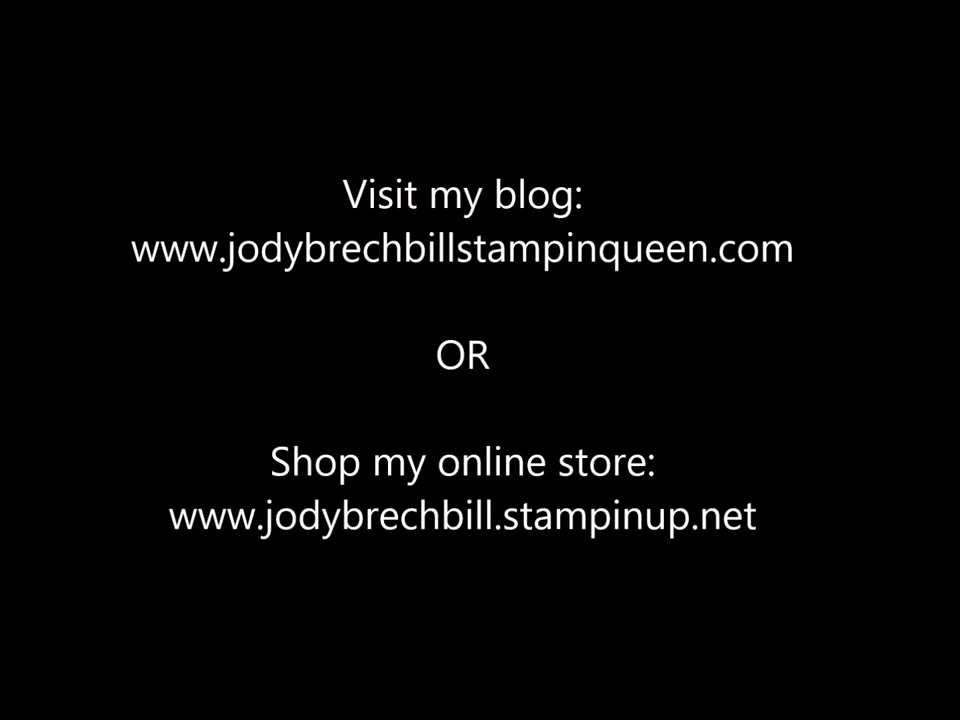 Visit my blog:
www.jodybrechbillstampinqueen.com
OR
Shop my online store:
www.jodybrechbill.stampinup.net